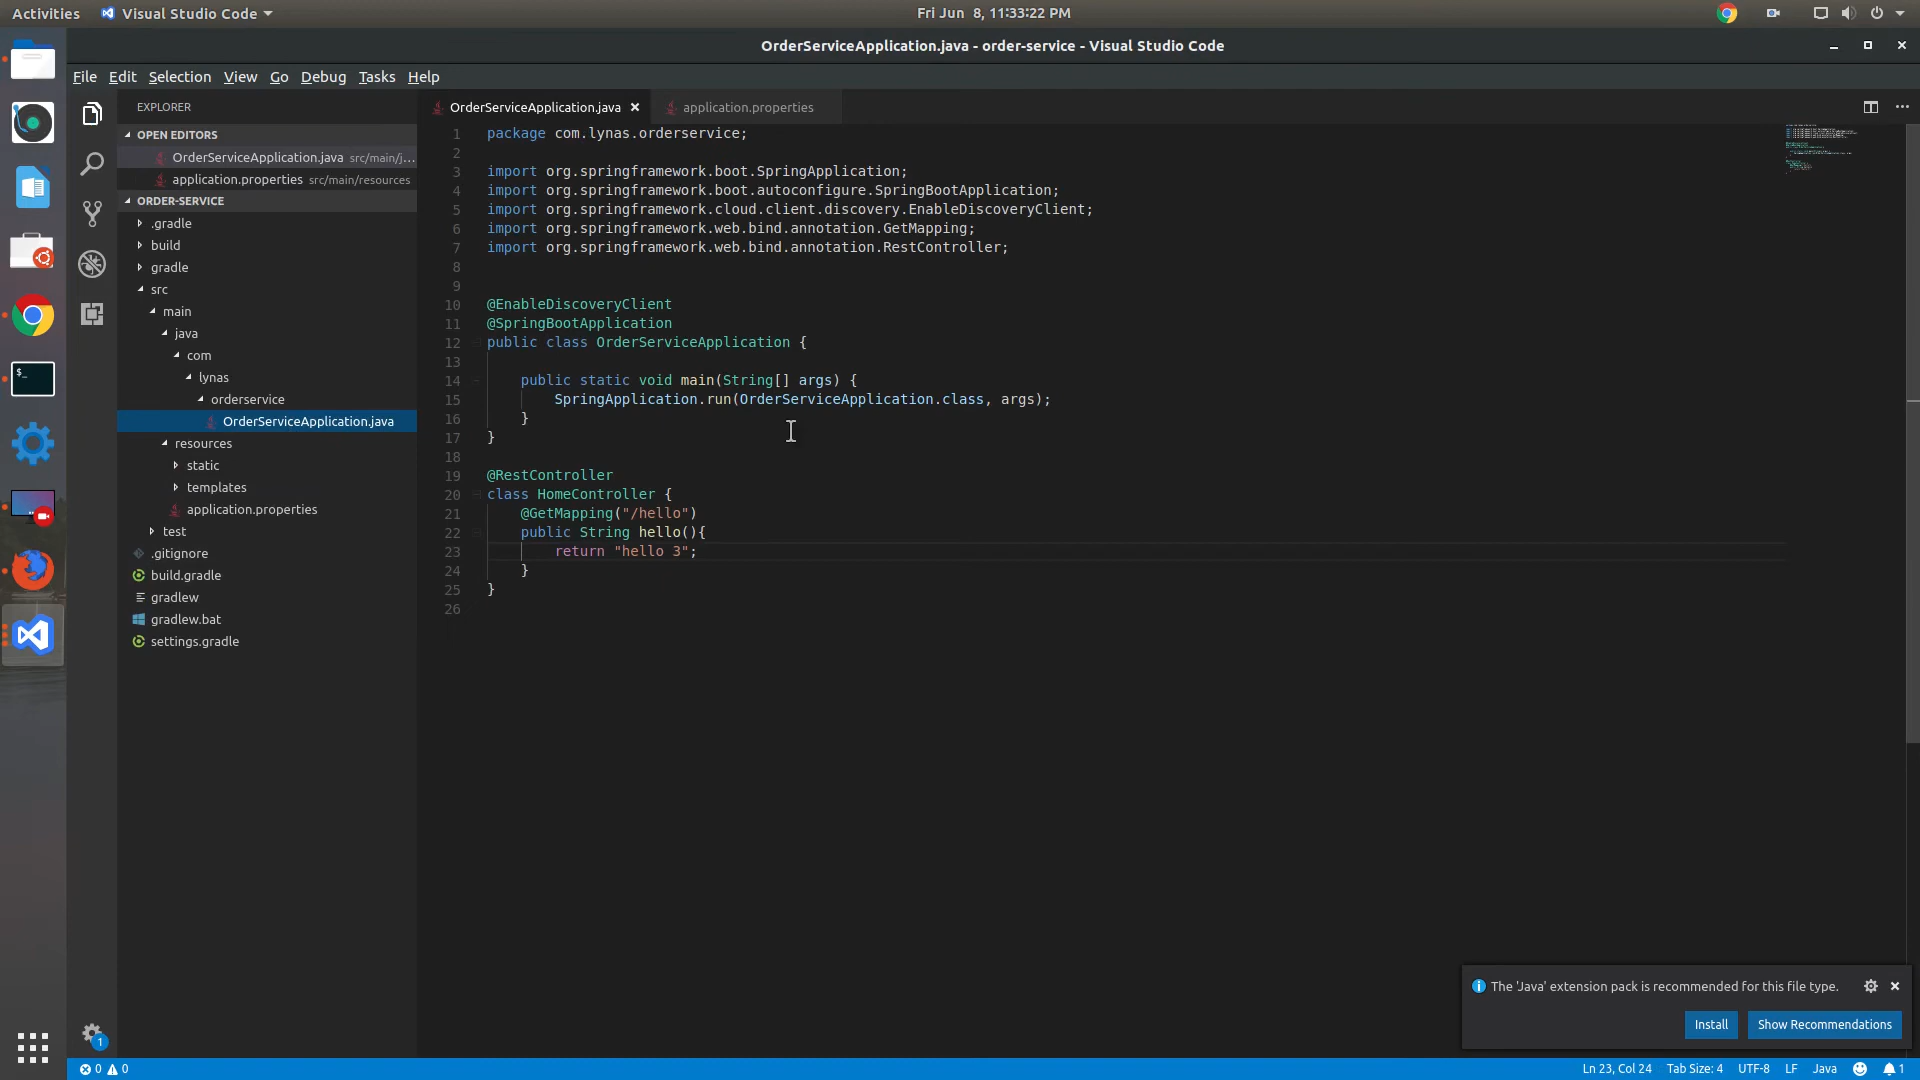 Activities
Visual Studio Code
Fri Jun 8, 11:33:22 PM
OrderServiceApplication.java - order-service - Visual Studio Code
File Edit Selection View Go Debug Tasks Help
EXPLORER
OPEN EDITORS
OrderServiceApplication.java src/main/j...
application.properties src/main/resources
ORDER-SERVICE
.gradle
build
gradle
src
main
java
com
lynas
orderservice
OrderServiceApplication.java
resources
static
templates
application.properties
test
.gitignore
build.gradle
gradlew
gradlew.bat
settings.gradle
1
OrderServiceApplication.java
application.properties
1 package com.lynas.orderservice;
2
3 import org.springframework.boot.SpringApplication;
4 import org.springframework.boot.autoconfigure.SpringBootApplication;
5 import org.springframework.cloud.client.discovery.EnableDiscoveryClient;
6 import org.springframework.web.bind.annotation.GetMapping;
7 import org.springframework.web.bind.annotation.RestController;
8
9
10 @EnableDiscoveryClient
11 @SpringBootApplication
12 public class OrderServiceApplication {
13
14 public static void main(String[] args) {
15 SpringApplication.run(OrderServiceApplication.class, args);
16 }
17 }
18
19 @RestController
20 class HomeController {
21 @GetMapping("/hello")
22 public String hello(){
23 return "hello 3";
24 }
25 }
26
The 'Java' extension pack is recommended for this file type.
Install
Show Recommendations
0 0
Ln 23, Col 24 Tab Size: 4 UTF-8 LF Java 1